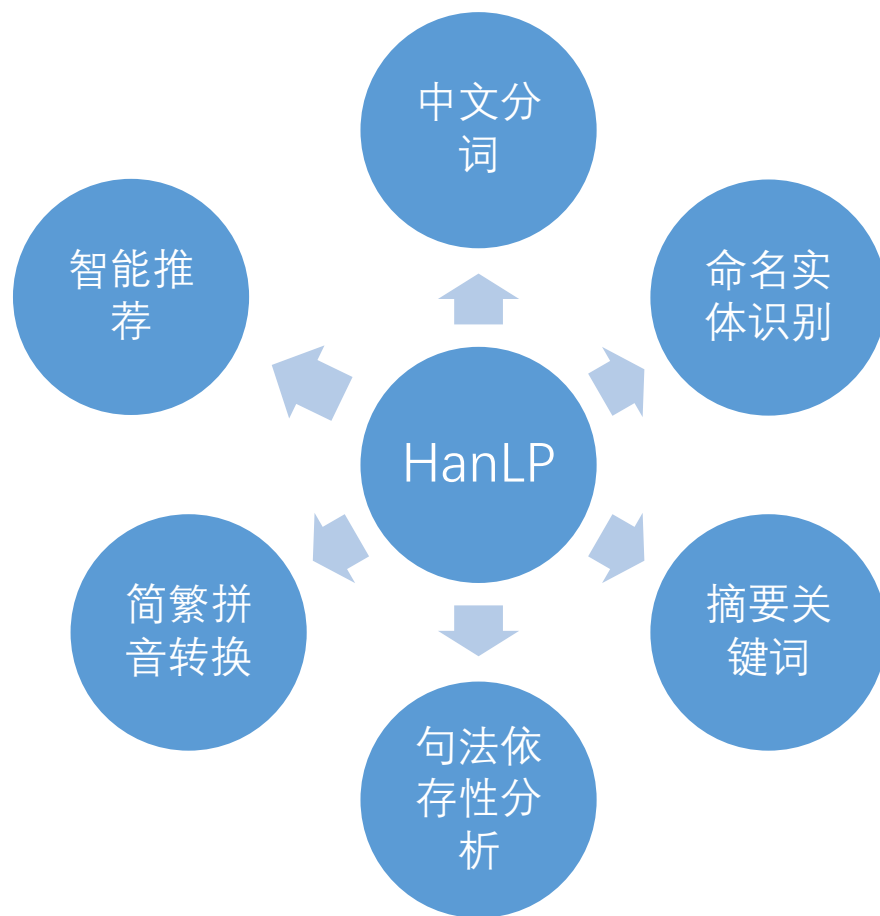 中文分
词
智能推
荐
命名实
体识别
HanLP
简繁拼
音转换
摘要关
键词
句法依
存性分
析